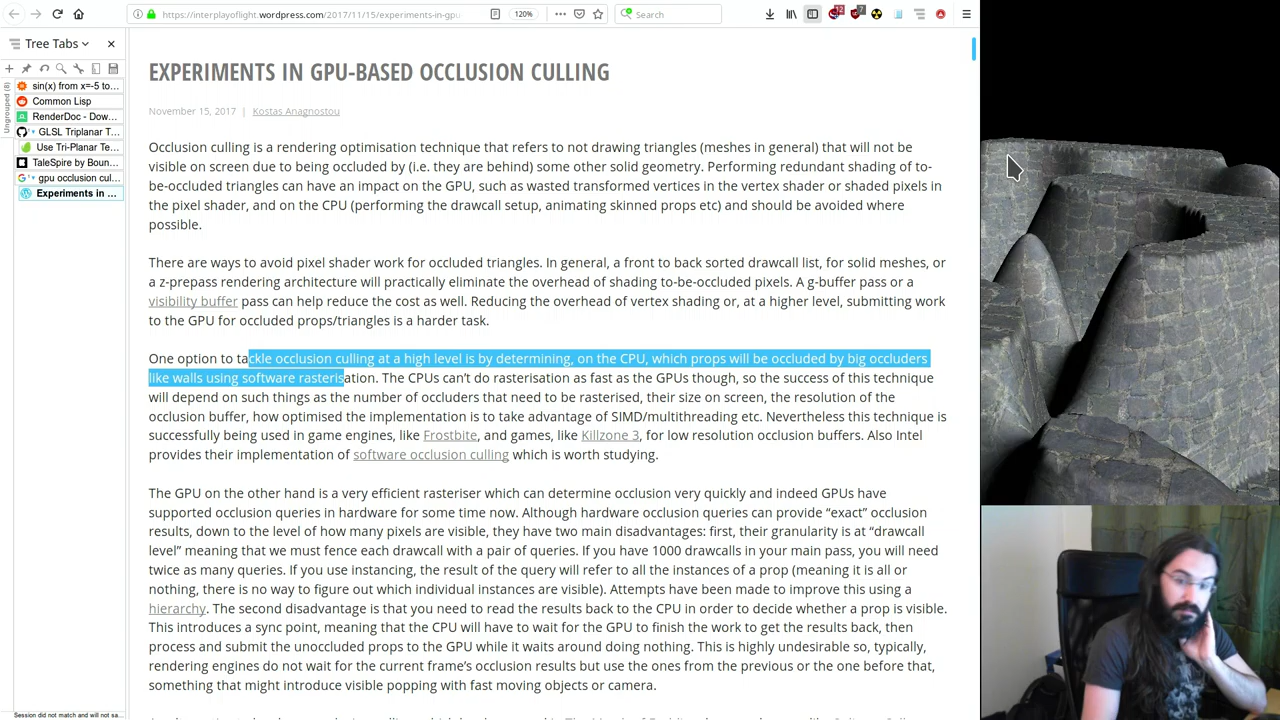 https://interplayoflight.wordpress.com/2017/11/15/experiments-in-gpu-
120%
Search
12
7
Tree Tabs
Ungrouped (8)
sin(x) from x=-5 to...
Common Lisp
RenderDoc - Dow...
GLSL Triplanar T...
Use Tri-Planar Te...
TaleSpire by Boun...
gpu occlusion cul...
Experiments in ...
Session did not match and will not sa...
EXPERIMENTS IN GPU-BASED OCCLUSION CULLING
November 15, 2017 | Kostas Anagnostou
Occlusion culling is a rendering optimisation technique that refers to not drawing triangles (meshes in general) that will not be
visible on screen due to being occluded by (i.e. they are behind) some other solid geometry. Performing redundant shading of to-
be-occluded triangles can have an impact on the GPU, such as wasted transformed vertices in the vertex shader or shaded pixels in
the pixel shader, and on the CPU (performing the drawcall setup, animating skinned props etc) and should be avoided where
possible.
There are ways to avoid pixel shader work for occluded triangles. In general, a front to back sorted drawcall list, for solid meshes, or
a z-prepass rendering architecture will practically eliminate the overhead of shading to-be-occluded pixels. A g-buffer pass or a
visibility buffer pass can help reduce the cost as well. Reducing the overhead of vertex shading or, at a higher level, submitting work
to the GPU for occluded props/triangles is a harder task.
One option to tackle occlusion culling at a high level is by determining, on the CPU, which props will be occluded by big occluders
like walls using software rasterisation. The CPUs can't do rasterisation as fast as the GPUs though, so the success of this technique
will depend on such things as the number of occluders that need to be rasterised, their size on screen, the resolution of the
occlusion buffer, how optimised the implementation is to take advantage of SIMD/multithreading etc. Nevertheless this technique is
successfully being used in game engines, like Frostbite, and games, like Killzone 3, for low resolution occlusion buffers. Also Intel
provides their implementation of software occlusion culling which is worth studying.
The GPU on the other hand is a very efficient rasteriser which can determine occlusion very quickly and indeed GPUs have
supported occlusion queries in hardware for some time now. Although hardware occlusion queries can provide “exact” occlusion
results, down to the level of how many pixels are visible, they have two main disadvantages: first, their granularity is at “drawcall
level” meaning that we must fence each drawcall with a pair of queries. If you have 1000 drawcalls in your main pass, you will need
twice as many queries. If you use instancing, the result of the query will refer to all the instances of a prop (meaning it is all or
nothing, there is no way to figure out which individual instances are visible). Attempts have been made to improve this using a
hierarchy. The second disadvantage is that you need to read the results back to the CPU in order to decide whether a prop is visible.
This introduces a sync point, meaning that the CPU will have to wait for the GPU to finish the work to get the results back, then
process and submit the unoccluded props to the GPU while it waits around doing nothing. This is highly undesirable so, typically,
rendering engines do not wait for the current frame's occlusion results but use the ones from the previous or the one before that,
something that might introduce visible popping with fast moving objects or camera.